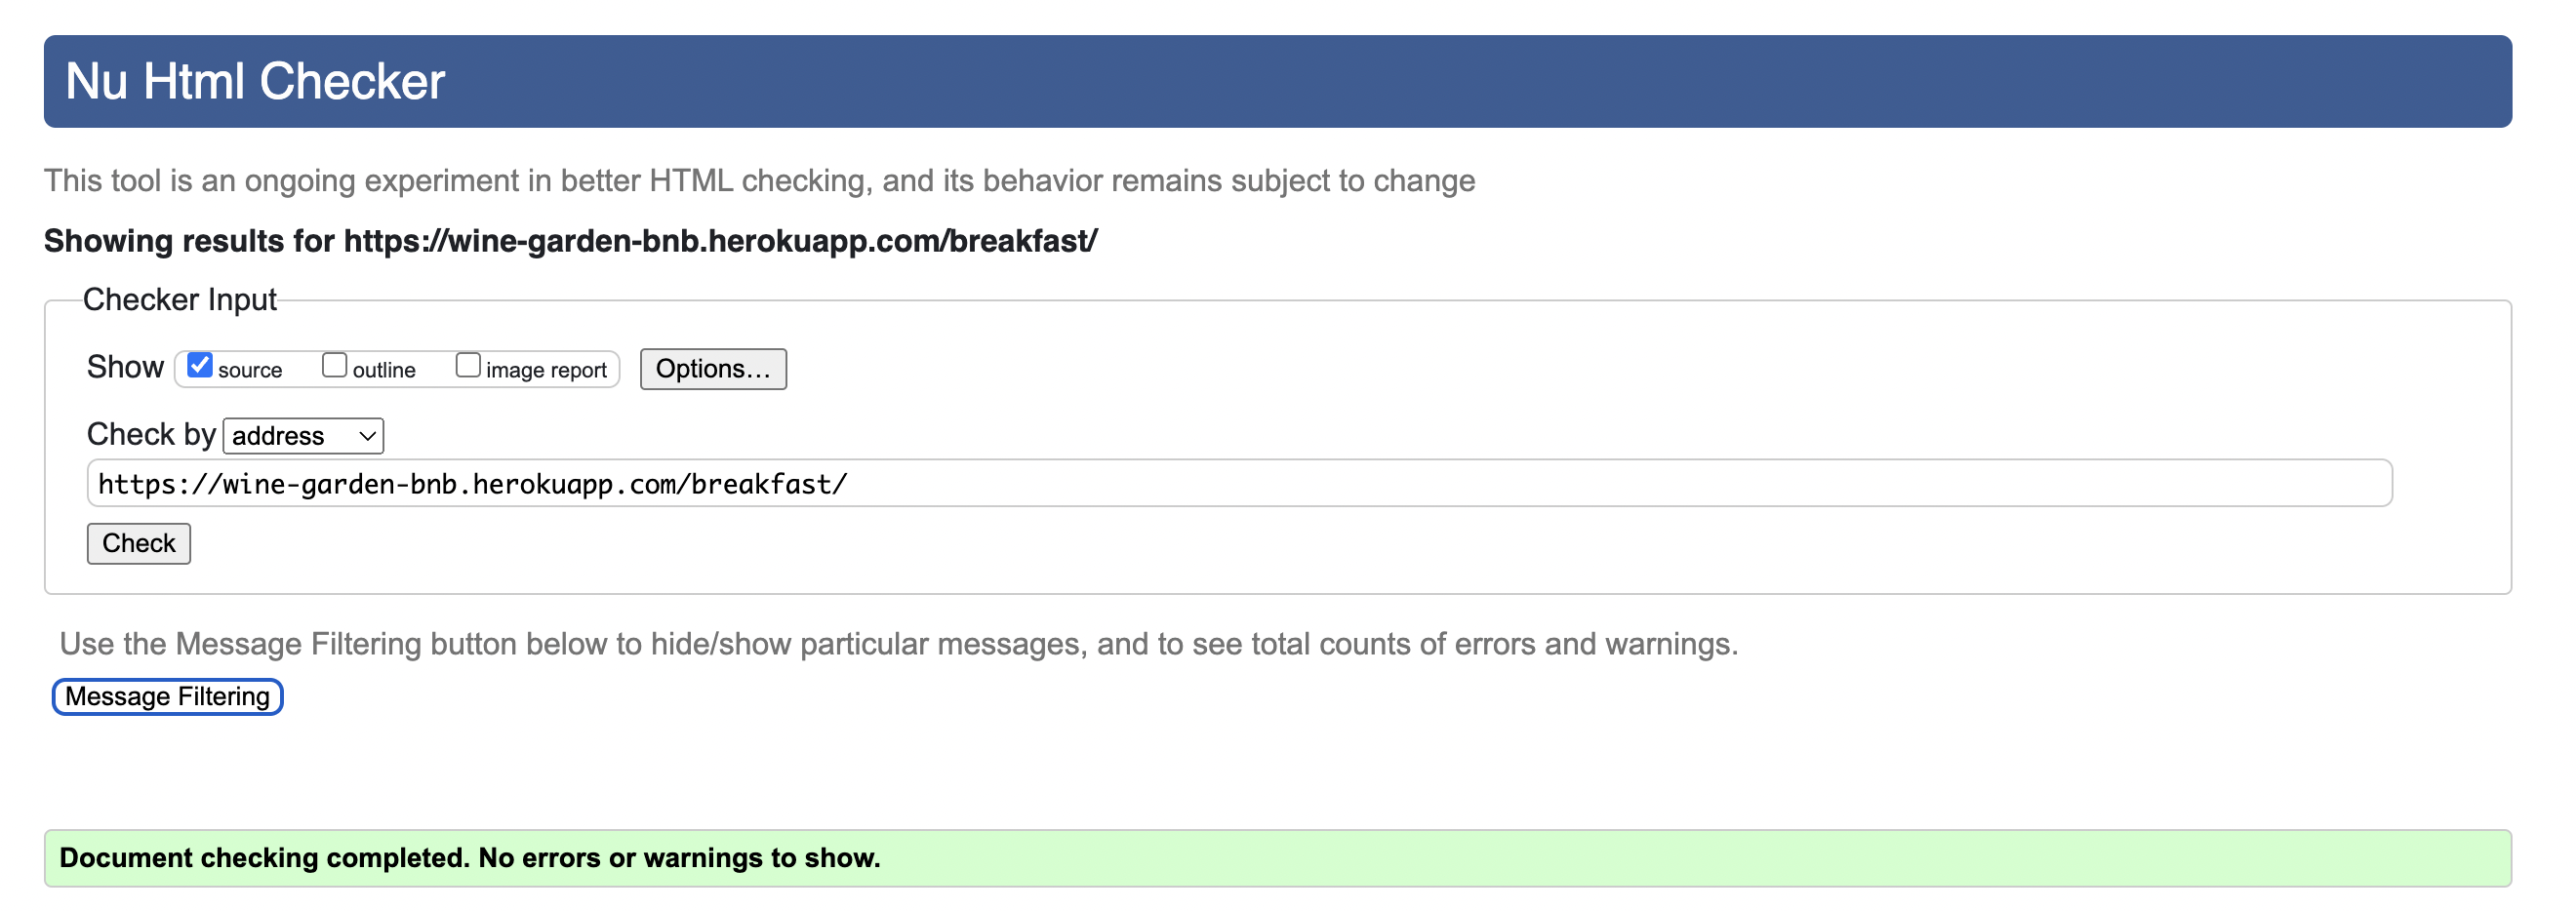 Nu Html Checker
This tool is an ongoing experiment in better HTML checking, and its behavior remains subject to change
Showing results for https://wine-garden-bnb.herokuapp.com/breakfast/
Checker Input
Show source outline image report Options...
Check by address
https://wine-garden-bnb.herokuapp.com/breakfast/
Check
Use the Message Filtering button below to hide/show particular messages, and to see total counts of errors and warnings.
Message Filtering
Document checking completed. No errors or warnings to show.